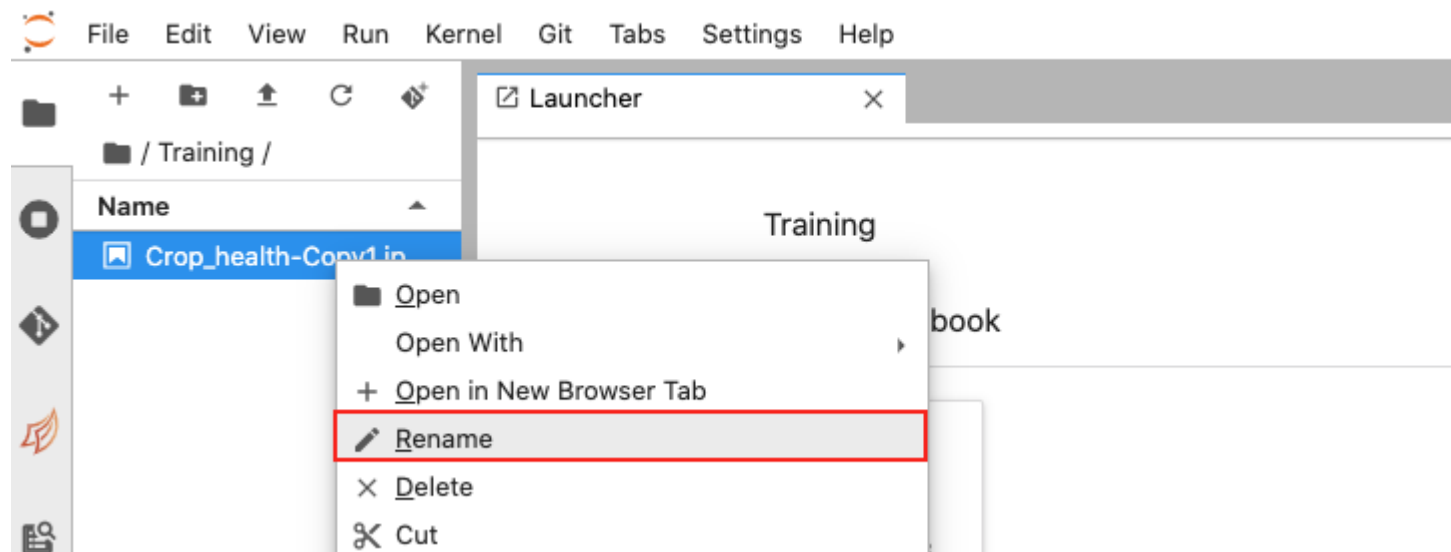 File Edit View Run Kernel Git Tabs Settings Help
Launcher
/ Training /
Name
Training
Crop_health-Copy1.ip
Open
book
Open With
Open in New Browser Tab
Rename
Delete
Cut